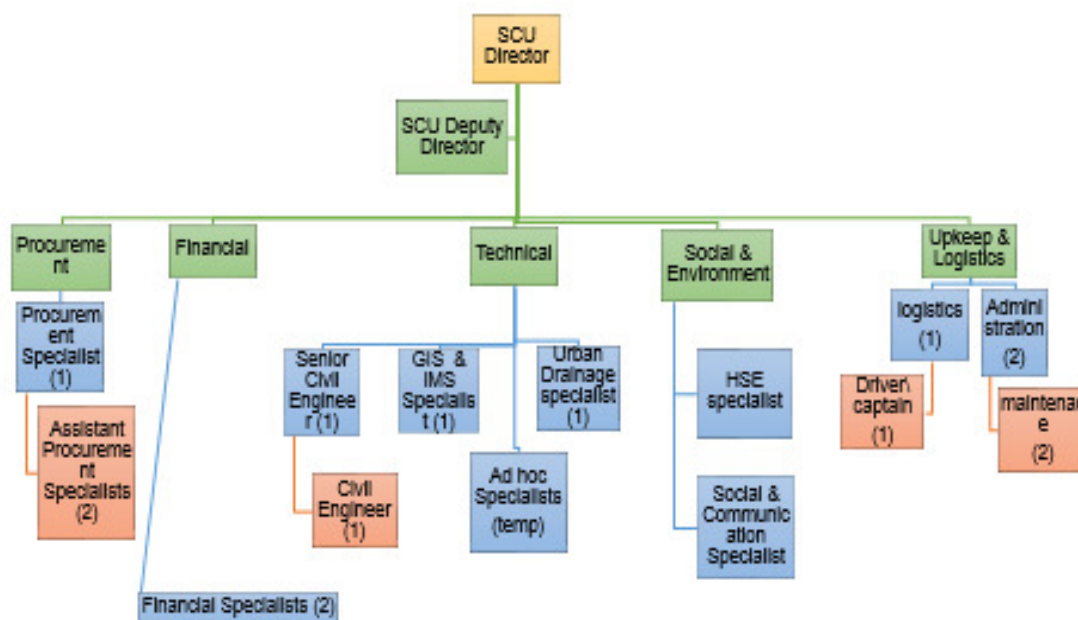 SCU
Director
SCU Deputy
Director
Procureme
nt
Financial
Technical
Social &
Environment
Upkeep &
Logistics
Procurem
ent
Specialist
(1)
Assistant
Procureme
nt
Specialists
(2)
Financial Specialists (2)
Senior
Civil
Enginee
r (1)
Civil
Engineer
(1)
GIS &
IMS
Specialis
t (1)
Urban
Drainage
specialist
(1)
Ad hoc
Specialists
(temp)
HSE
specialist
Social &
Communic
ation
Specialist
logistics
(1)
Admini
stration
(2)
Driver\
captain
(1)
maintenac
e
(2)